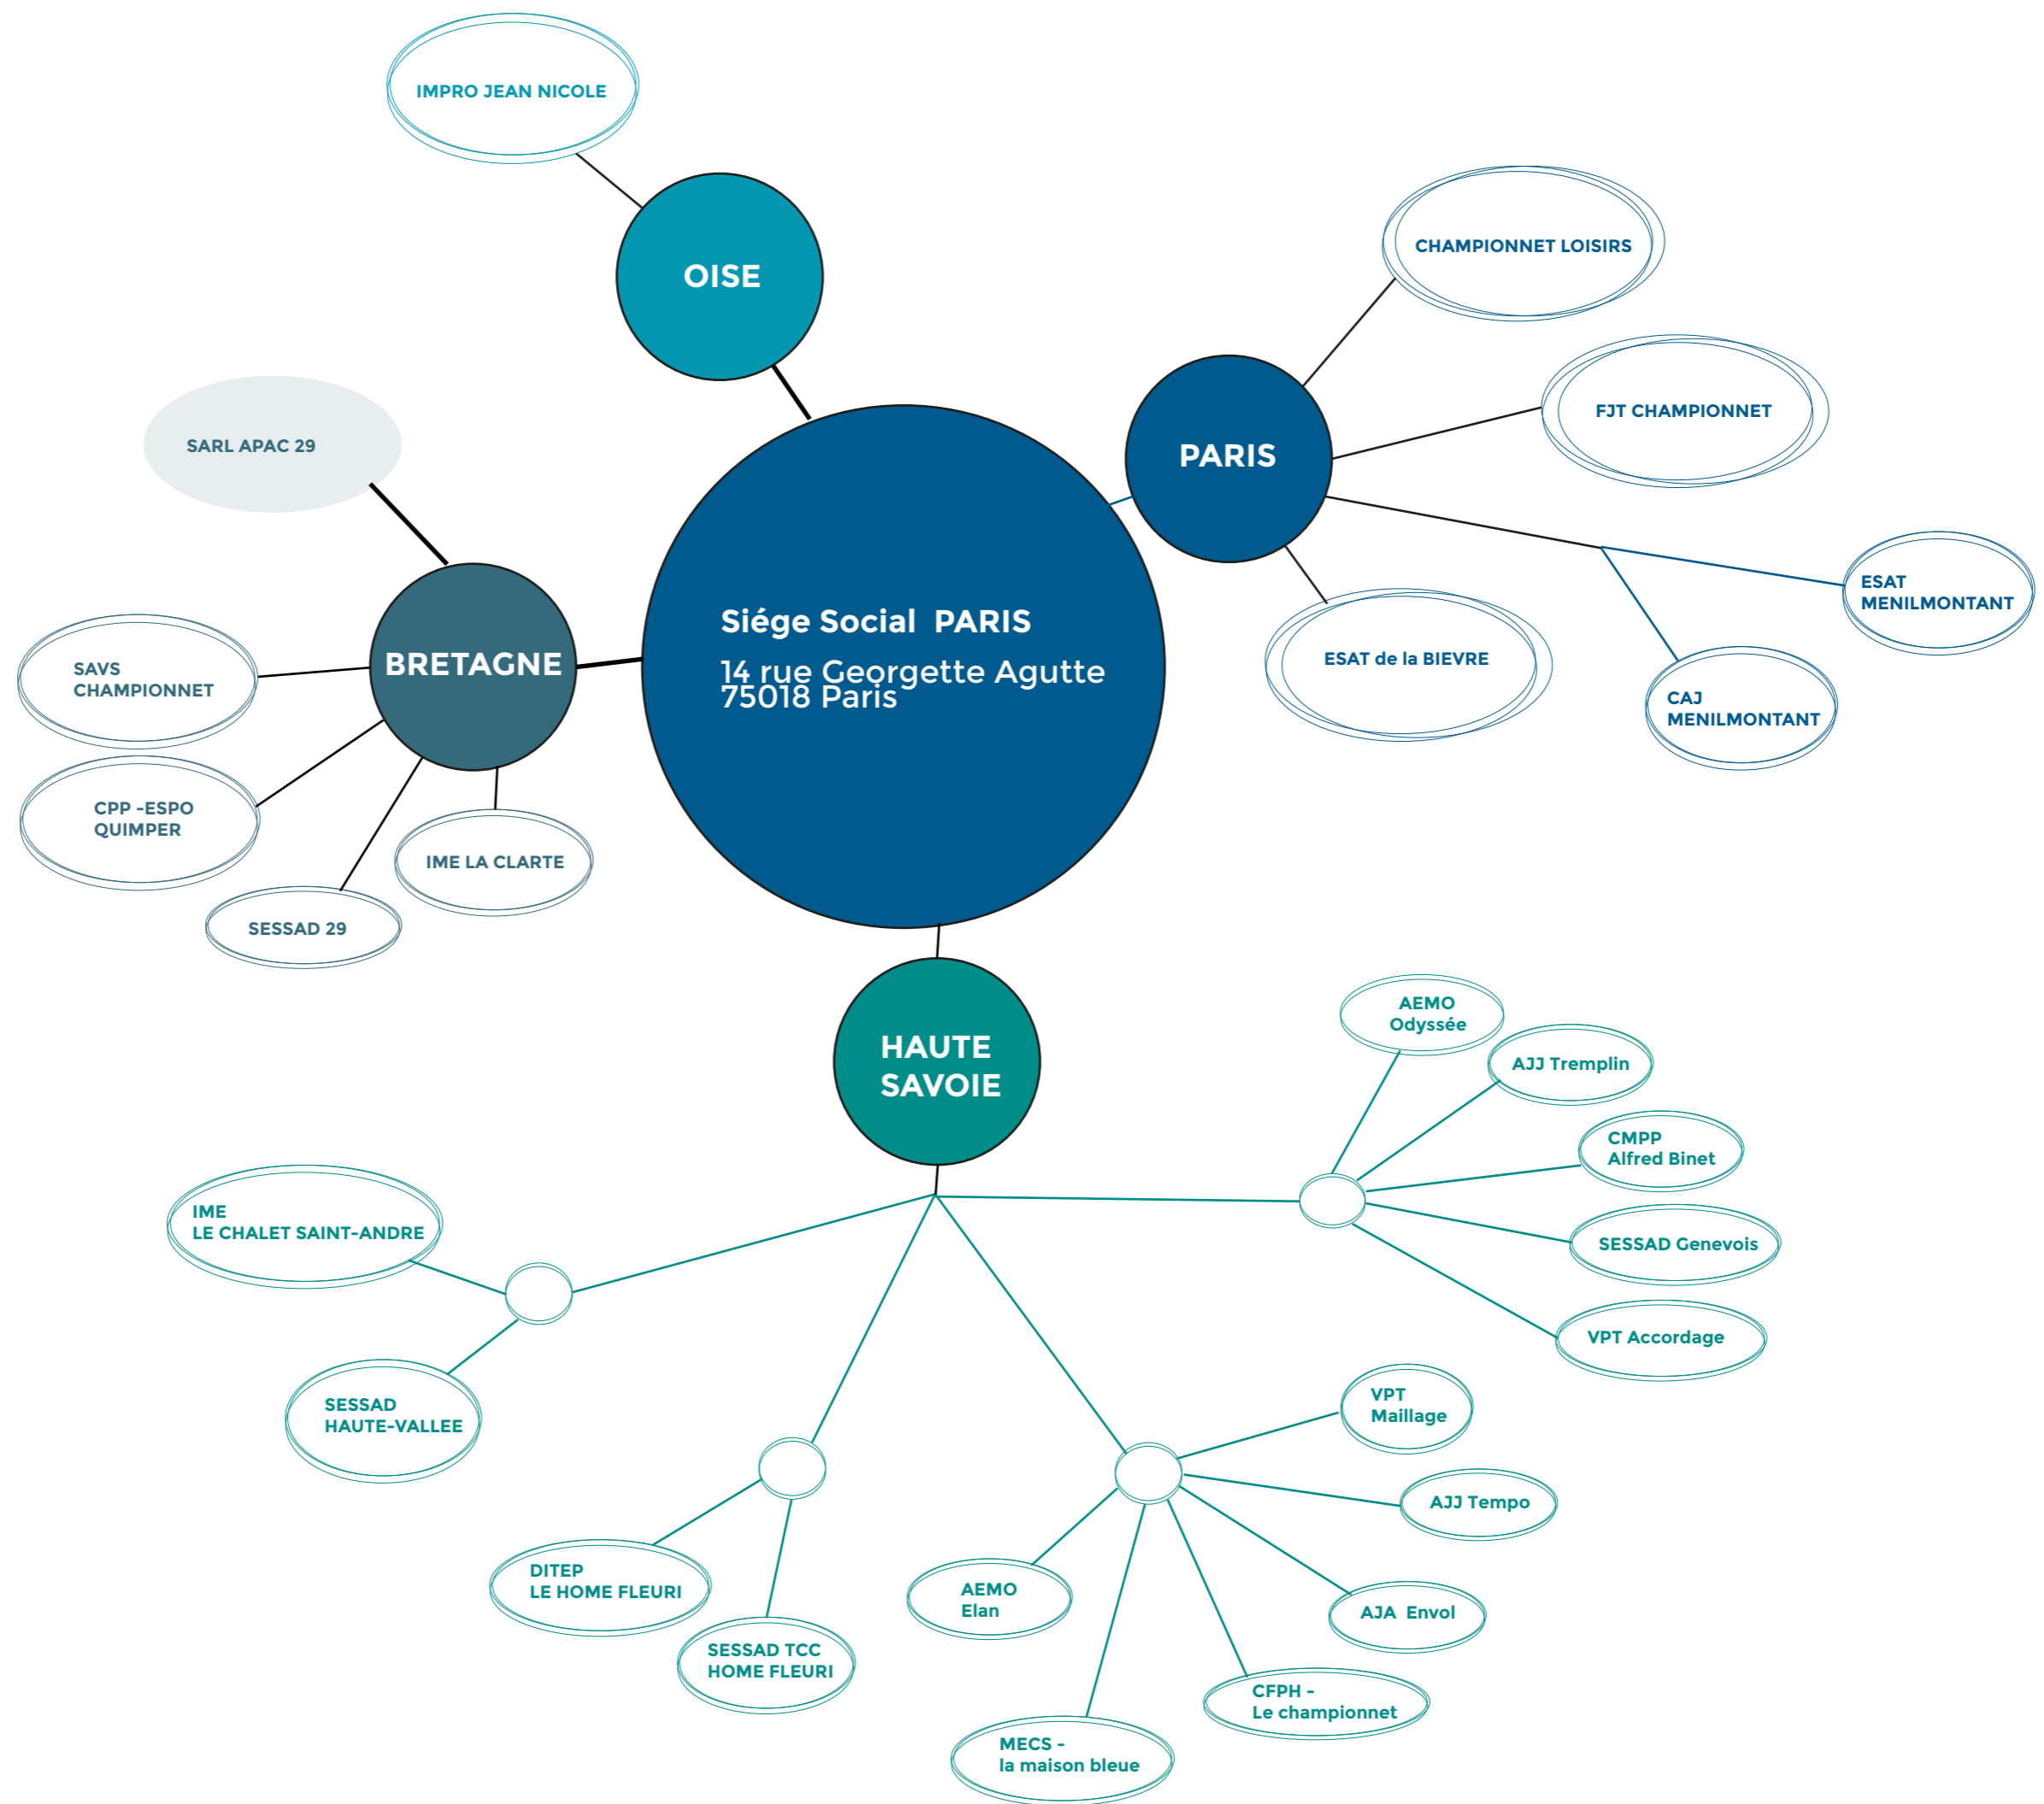 IMPRO JEAN NICOLE
OISE
CHAMPIONNET LOISIRS
FJT CHAMPIONNET
PARIS
SARL APAC 29
ESAT
MENILMONTANT
Siége Social  PARIS
14 rue Georgette Agutte
75018 Paris
ESAT de la BIEVRE
CAJ
MENILMONTANT
BRETAGNE
SAVS
CHAMPIONNET
CPP -ESPO
QUIMPER
IME LA CLARTE
SESSAD 29
HAUTE
SAVOIE
AEMO
Odyssée
AJJ Tremplin
CMPP
Alfred Binet
SESSAD Genevois
VPT Accordage
IME
LE CHALET SAINT-ANDRE
SESSAD
HAUTE-VALLEE
VPT
Maillage
AJJ Tempo
DITEP
LE HOME FLEURI
AEMO
Elan
AJA  Envol
SESSAD TCC
HOME FLEURI
CFPH -
Le championnet
MECS -
la maison bleue